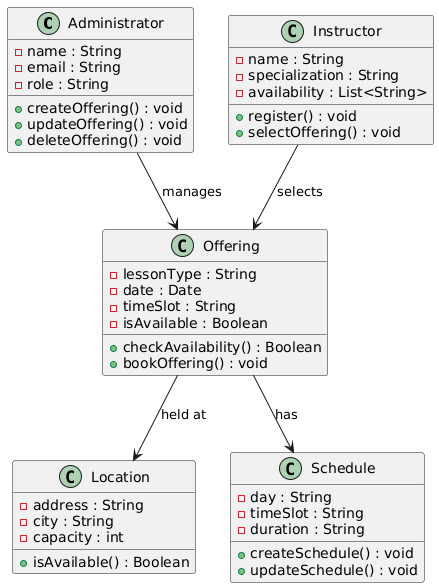 C Administrator
name : String
email : String
role : String
createOffering() : void
updateOffering() : void
deleteOffering() : void
C Instructor
name : String
specialization : String
availability : List<String>
register() : void
selectOffering() : void
manages
selects
C Offering
lessonType : String
date : Date
timeSlot : String
isAvailable : Boolean
checkAvailability() : Boolean
bookOffering() : void
held at
has
C Location
address : String
city : String
capacity : int
isAvailable() : Boolean
C Schedule
day : String
timeSlot : String
duration : String
createSchedule() : void
updateSchedule() : void